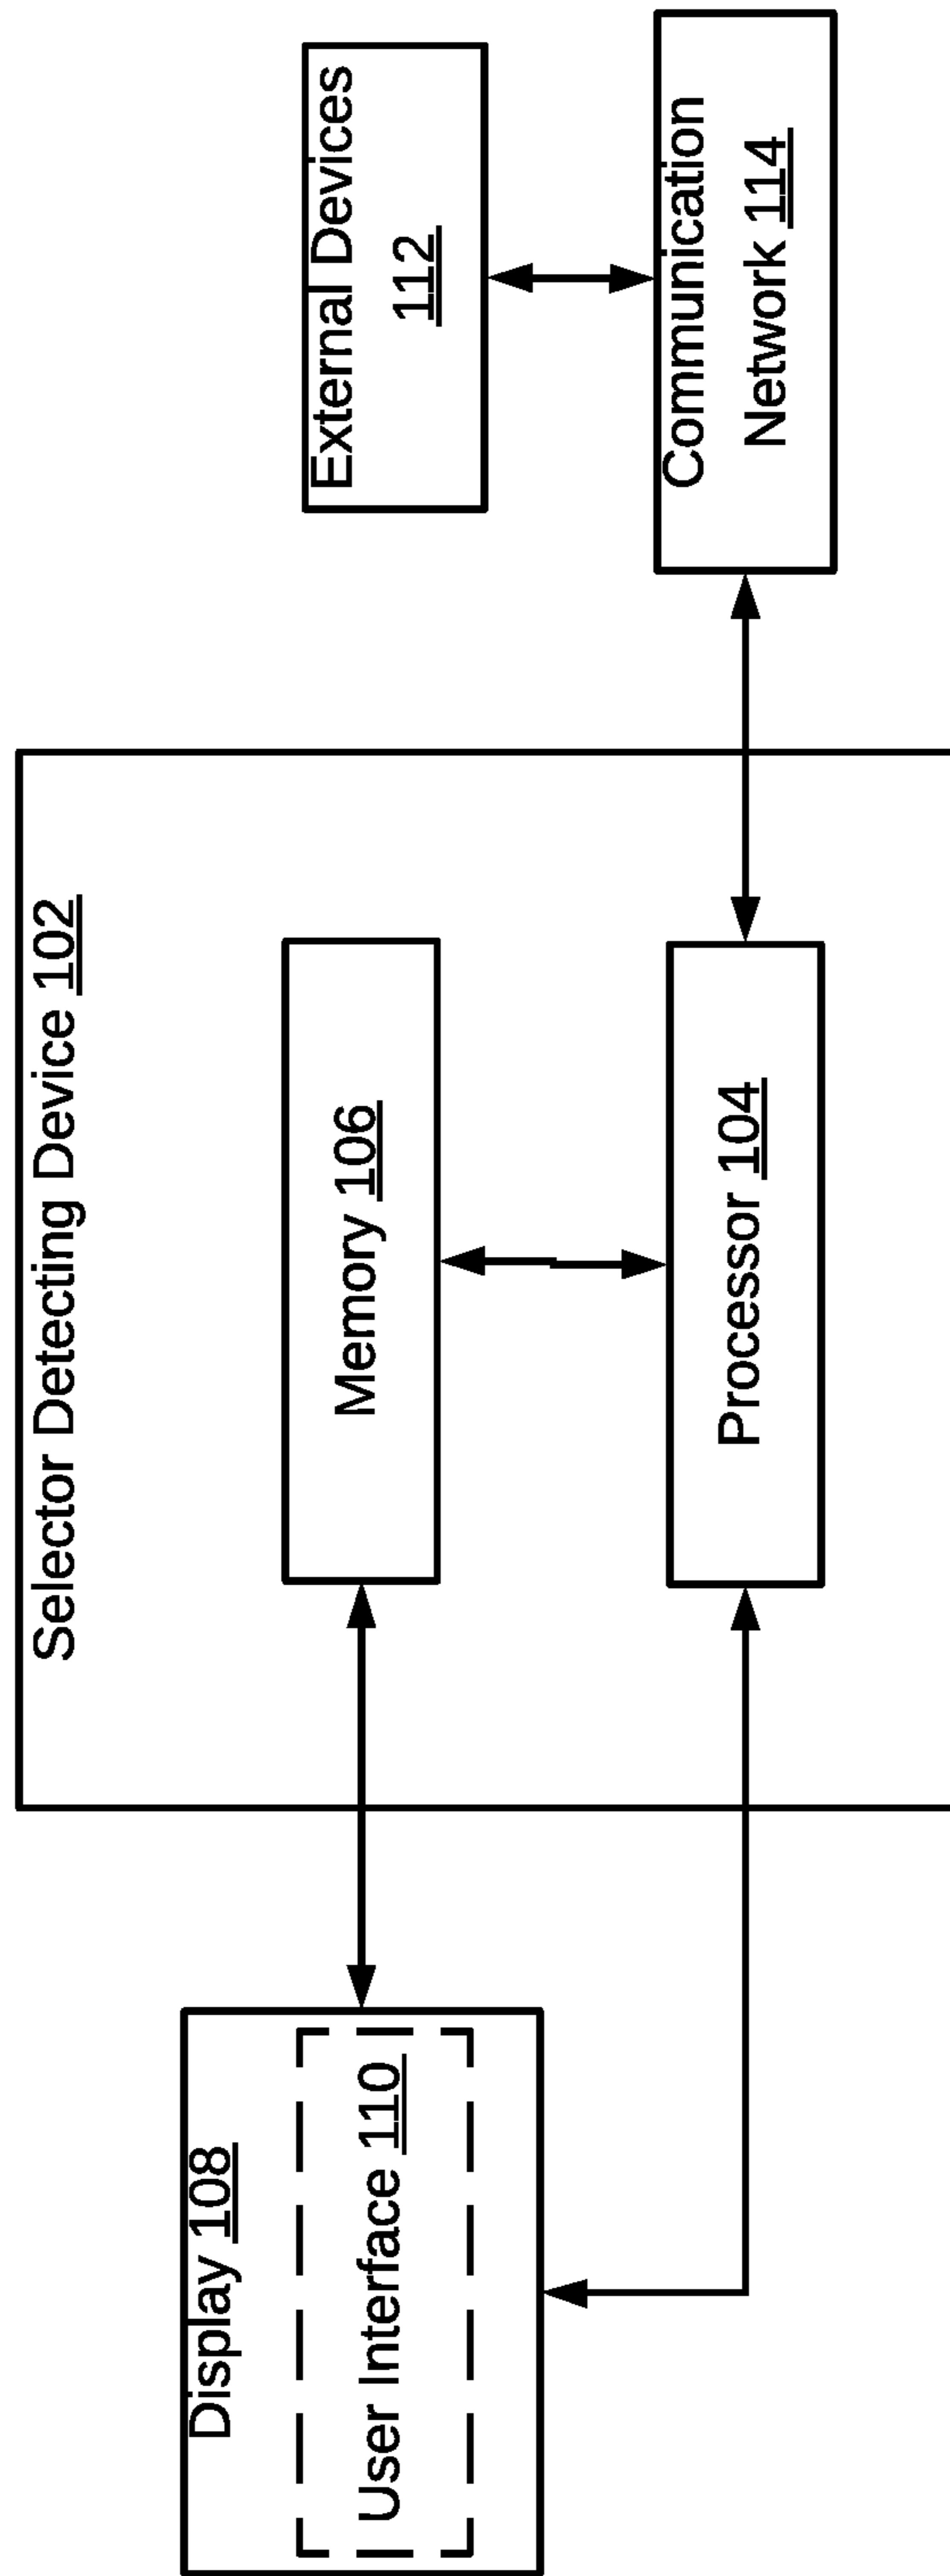 Selector Detecting Device 102
Display 108
User Interface 110
Memory 106
Processor 104
External Devices
112
Communication
Network 114